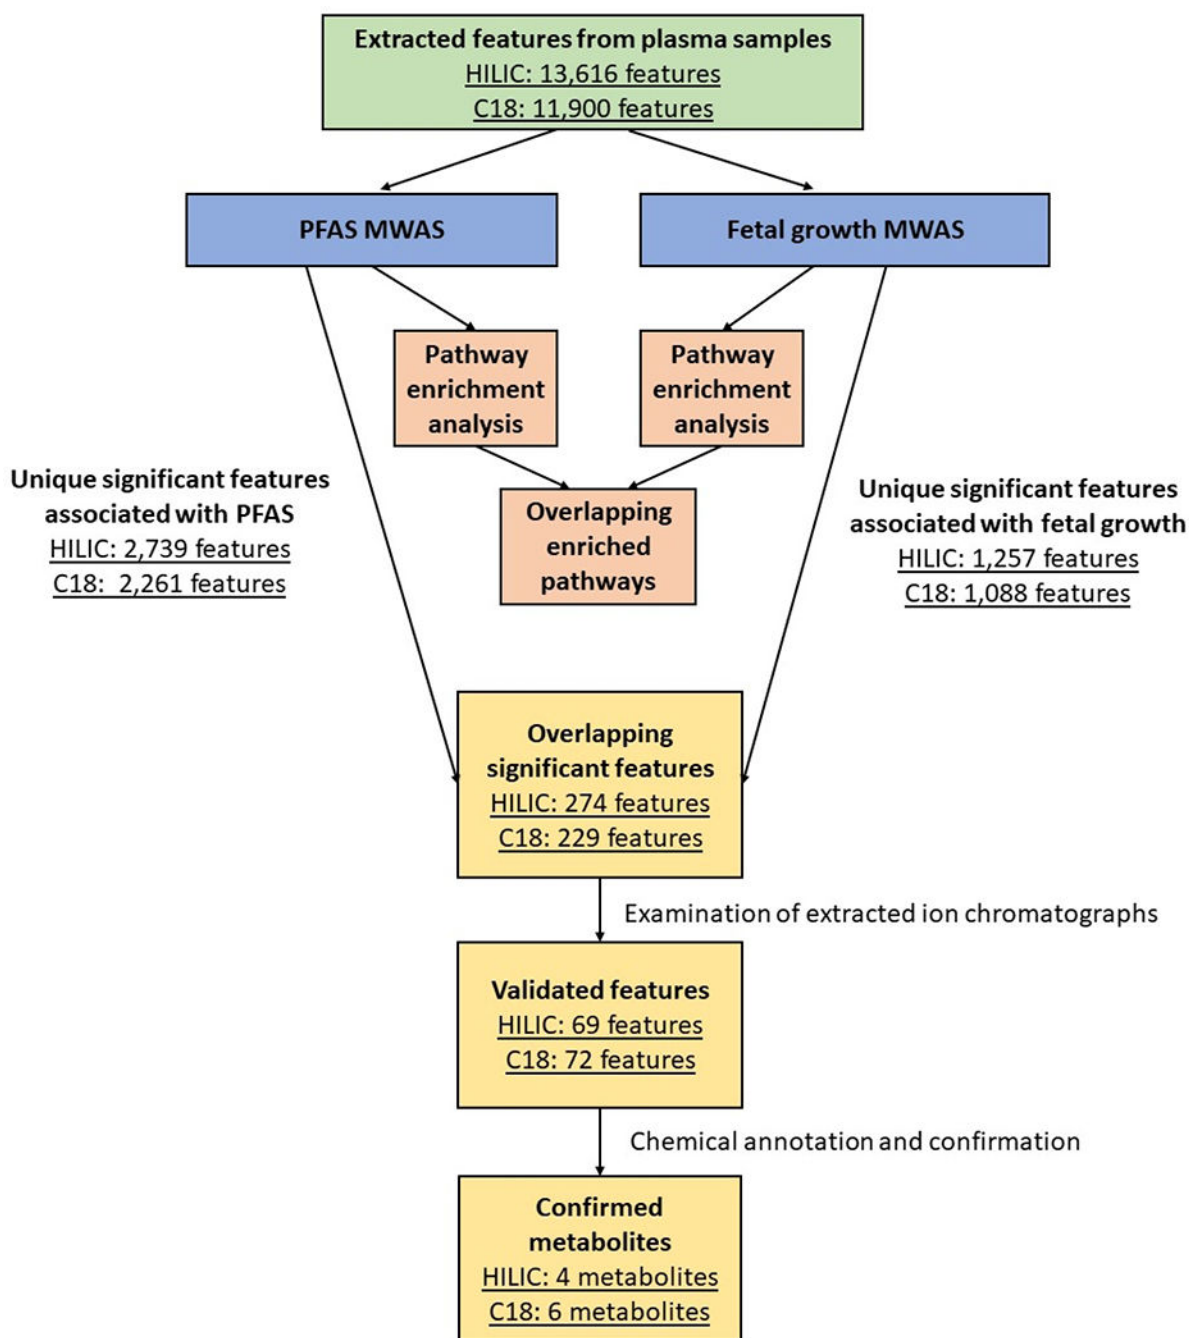 Extracted features from plasma samples
HILIC: 13,616 features
C18: 11,900 features
PFAS MWAS
Fetal growth MWAS
Pathway
enrichment
analysis
Pathway
enrichment
analysis
Unique significant features
associated with PFAS
HILIC: 2,739 features
C18: 2,261 features
Overlapping
enriched
pathways
Unique significant features
associated with fetal growth
HILIC: 1,257 features
C18: 1,088 features
Overlapping
significant features
HILIC: 274 features
C18: 229 features
Examination of extracted ion chromatographs
Validated features
HILIC: 69 features
C18: 72 features
Chemical annotation and confirmation
Confirmed
metabolites
HILIC: 4 metabolites
C18: 6 metabolites